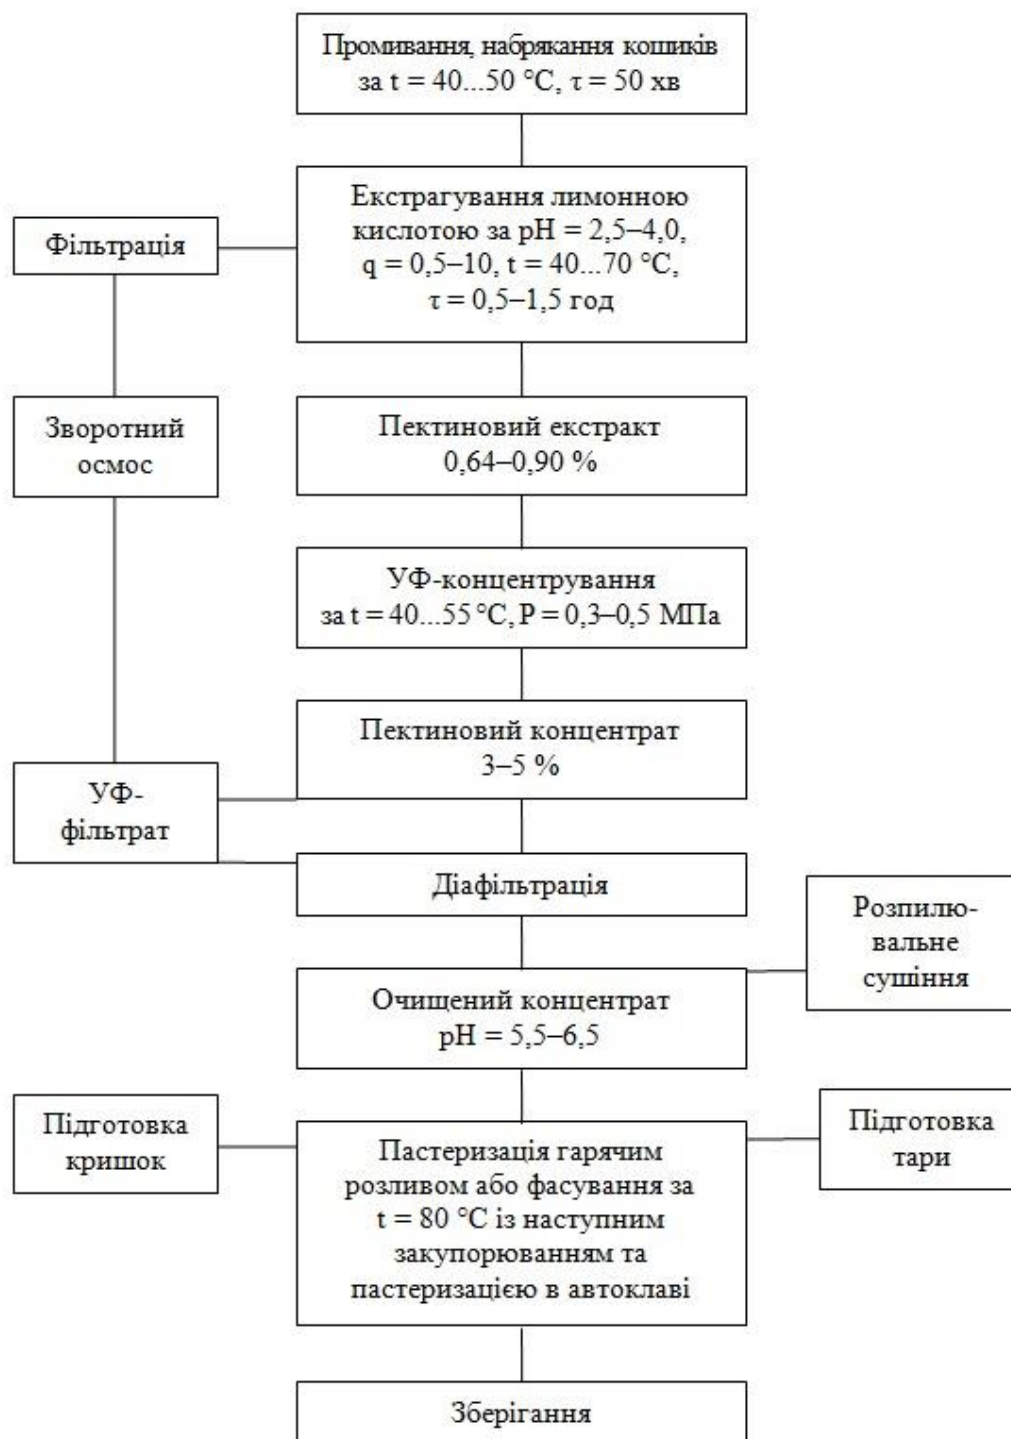 Промивання, набрякання кошиків
за t = 40...50 °C, τ = 50 хв
Екстрагування лимонною
кислотою за pH = 2,5–4,0,
q = 0,5–10, t = 40...70 °C,
τ = 0,5–1,5 год
Фільтрація
Зворотний
осмос
Пектиновий екстракт
0,64–0,90 %
УФ-концентрування
за t = 40...55 °C, P = 0,3–0,5 МПа
Пектиновий концентрат
3–5 %
УФ-
фільтрат
Діафільтрація
Розпилю-
вальне
сушіння
Очищений концентрат
pH = 5,5–6,5
Підготовка
кришок
Пастеризація гарячим
розливом або фасування за
t = 80 °C із наступним
закупорюванням та
пастеризацією в автоклаві
Підготовка
тари
Зберігання